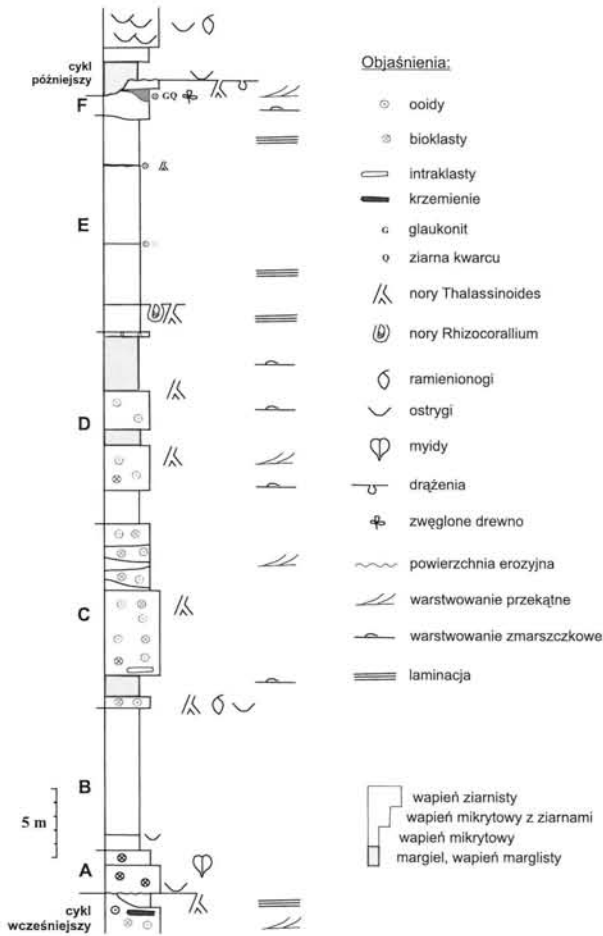 cykl
późniejszy
F
GQ
E
D
C
B
5 m
A
cykl
wcześniejszy
Objaśnienia:
ooidy
bioklasty
intraklasty
krzemienie
G glaukonit
Q ziarna kwarcu
nory Thalassinoides
nory Rhizocorallium
ramienionogi
ostrygi
myidy
drążenia
zwęglone drewno
powierzchnia erozyjna
warstwowanie przekątne
warstwowanie zmarszczkowe
laminacja
wapień ziarnisty
wapień mikrytowy z ziarnami
wapień mikrytowy
margiel, wapień marglisty